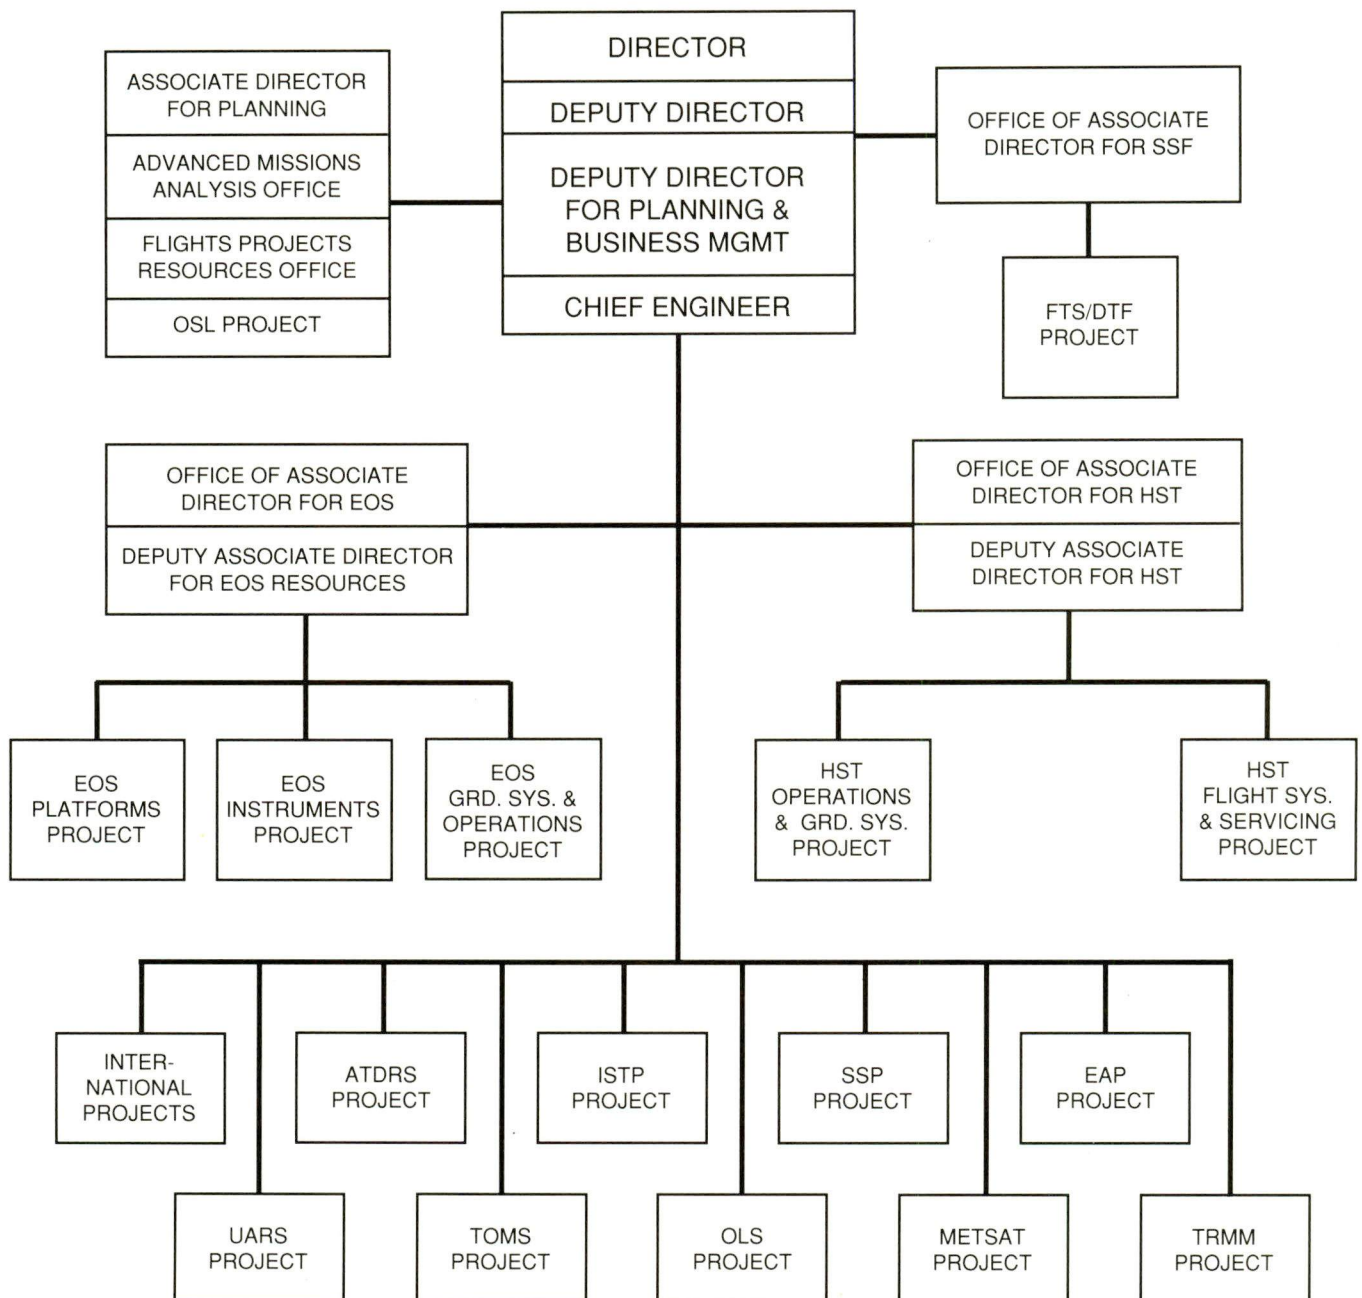 DIRECTOR
DEPUTY DIRECTOR
DEPUTY DIRECTOR
FOR PLANNING &
BUSINESS MGMT
CHIEF ENGINEER
ASSOCIATE DIRECTOR
FOR PLANNING
ADVANCED MISSIONS
ANALYSIS OFFICE
FLIGHTS PROJECTS
RESOURCES OFFICE
OSL PROJECT
OFFICE OF ASSOCIATE
DIRECTOR FOR SSF
FTS/DTF
PROJECT
OFFICE OF ASSOCIATE
DIRECTOR FOR EOS
DEPUTY ASSOCIATE DIRECTOR
FOR EOS RESOURCES
OFFICE OF ASSOCIATE
DIRECTOR FOR HST
DEPUTY ASSOCIATE
DIRECTOR FOR HST
EOS
PLATFORMS
PROJECT
EOS
INSTRUMENTS
PROJECT
EOS
GRD. SYS. &
OPERATIONS
PROJECT
HST
OPERATIONS
& GRD. SYS.
PROJECT
HST
FLIGHT SYS.
& SERVICING
PROJECT
INTER-
NATIONAL
PROJECTS
ATDRS
PROJECT
ISTP
PROJECT
SSP
PROJECT
EAP
PROJECT
UARS
PROJECT
TOMS
PROJECT
OLS
PROJECT
METSAT
PROJECT
TRMM
PROJECT